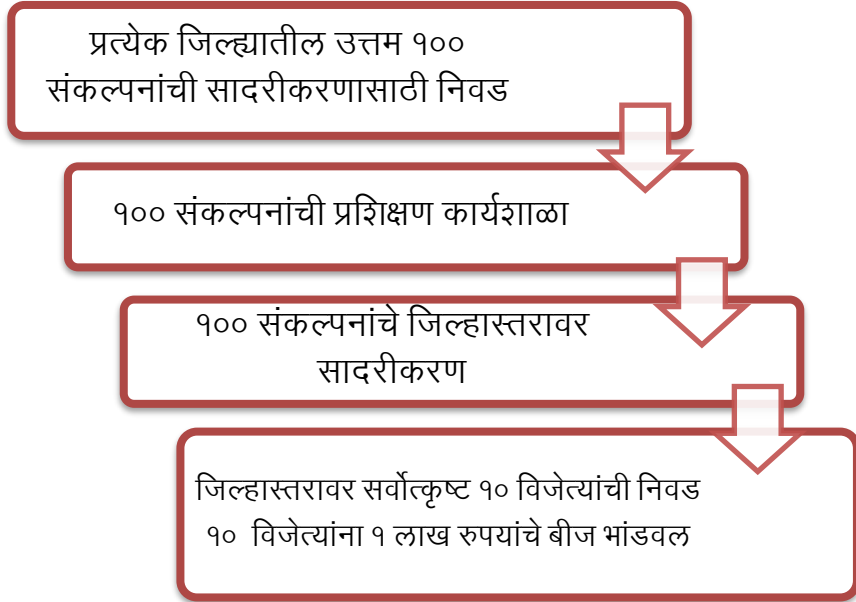 प्रत्येक जिल्ह्यातील उत्तम १००
संकल्पनांची सादरीकरणासाठी निवड
१०० संकल्पनांची प्रशिक्षण कार्यशाळा
१०० संकल्पनांचे जिल्हास्तरावर
सादरीकरण
जिल्हास्तरावर सर्वोत्कृष्ट १० विजेत्यांची निवड
१० विजेत्यांना १ लाख रुपयांचे बीज भांडवल